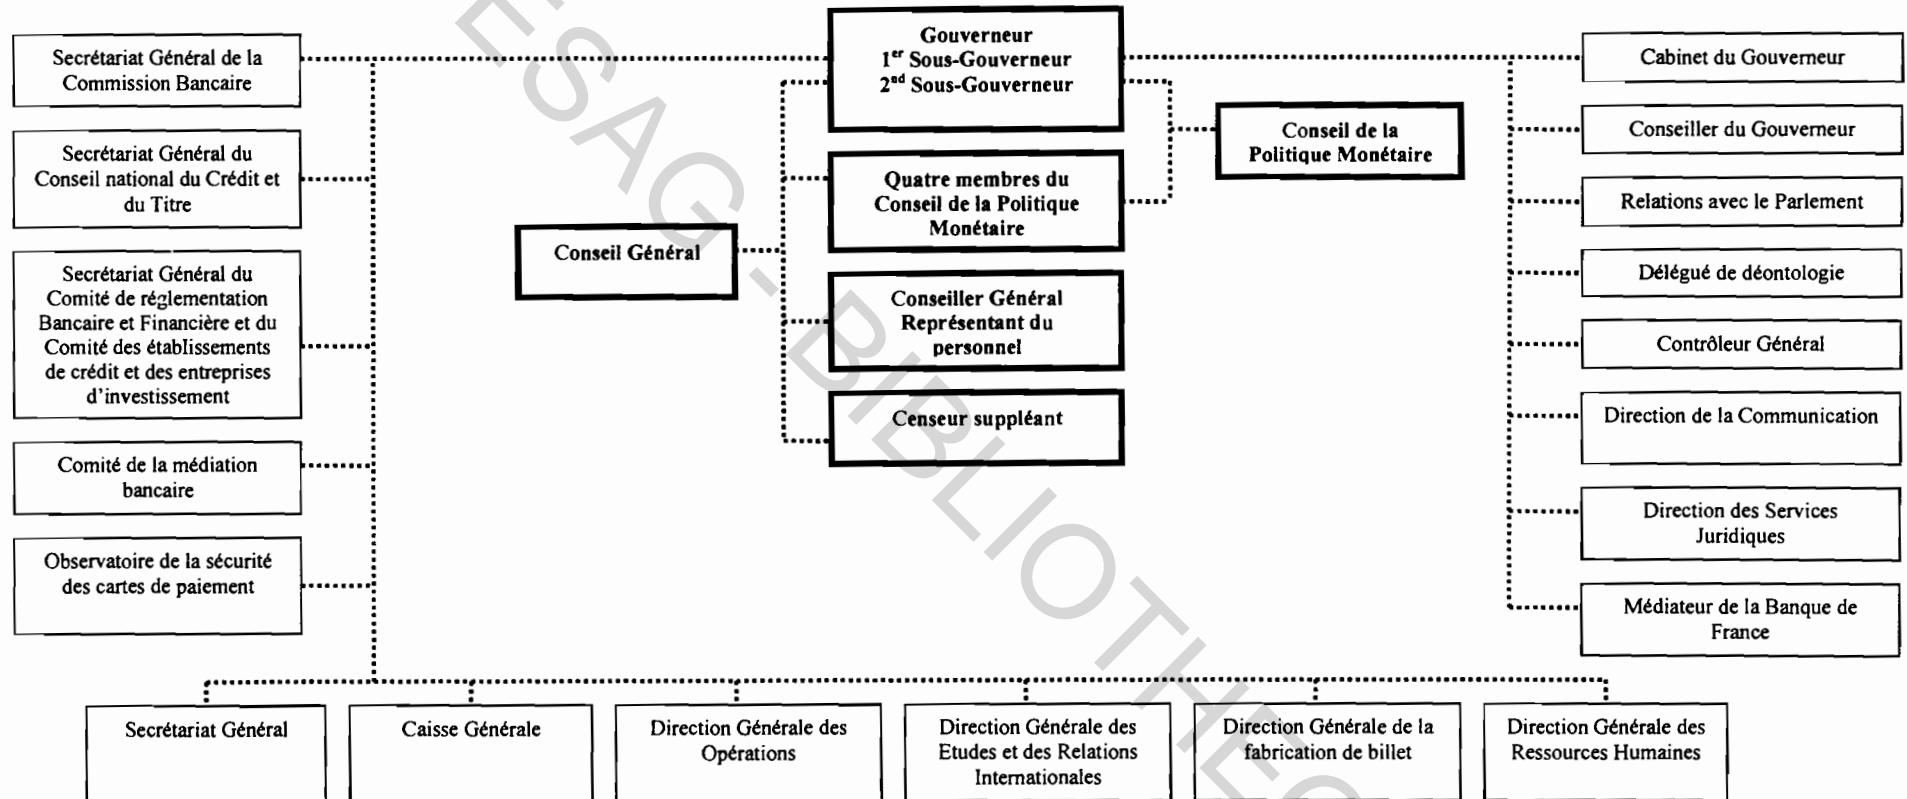 Gouverneur
1er Sous-Gouverneur
2nd Sous-Gouverneur
Secrétariat Général de la
Commission Bancaire
Secrétariat Général du
Conseil national du Crédit et
du Titre
Secrétariat Général du
Comité de réglementation
Bancaire et Financière et du
Comité des établissements
de crédit et des entreprises
d'investissement
Comité de la médiation
bancaire
Observatoire de la sécurité
des cartes de paiement
Conseil Général
Quatre membres du
Conseil de la Politique
Monétaire
Conseiller Général
Représentant du
personnel
Censeur suppléant
Conseil de la
Politique Monétaire
Cabinet du Gouverneur
Conseiller du Gouverneur
Relations avec le Parlement
Délégué de déontologie
Contrôleur Général
Direction de la Communication
Direction des Services
Juridiques
Médiateur de la Banque de
France
Secrétariat Général
Caisse Générale
Direction Générale des
Opérations
Direction Générale des
Etudes et des Relations
Internationales
Direction Générale de la
fabrication de billet
Direction Générale des
Ressources Humaines
ESAG - BIBLIOTHEQ